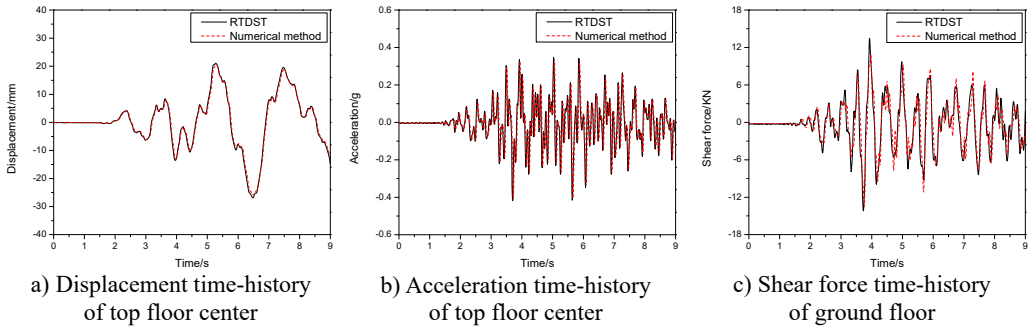 RTDST
Numerical method
40
30
20
10
0
-10
-20
-30
-40
Displacement/mm
0 1 2 3 4 5 6 7 8 9
Time/s
a) Displacement time-history
of top floor center
RTDST
Numerical method
0.6
0.4
0.2
0.0
-0.2
-0.4
-0.6
Acceleration/g
0 1 2 3 4 5 6 7 8 9
Time/s
b) Acceleration time-history
of top floor center
RTDST
Numerical method
18
12
6
0
-6
-12
-18
Shear force/KN
0 1 2 3 4 5 6 7 8 9
Time/s
c) Shear force time-history
of ground floor